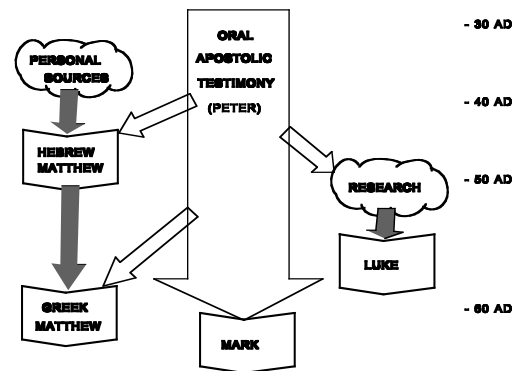 ORAL
APOSTOLIC
TESTIMONY
(PETER)
PERSONAL
SOURCES
HEBREW
MATTHEW
RESEARCH
LUKE
GREEK
MATTHEW
MARK
- 30 AD
- 40 AD
- 50 AD
- 60 AD